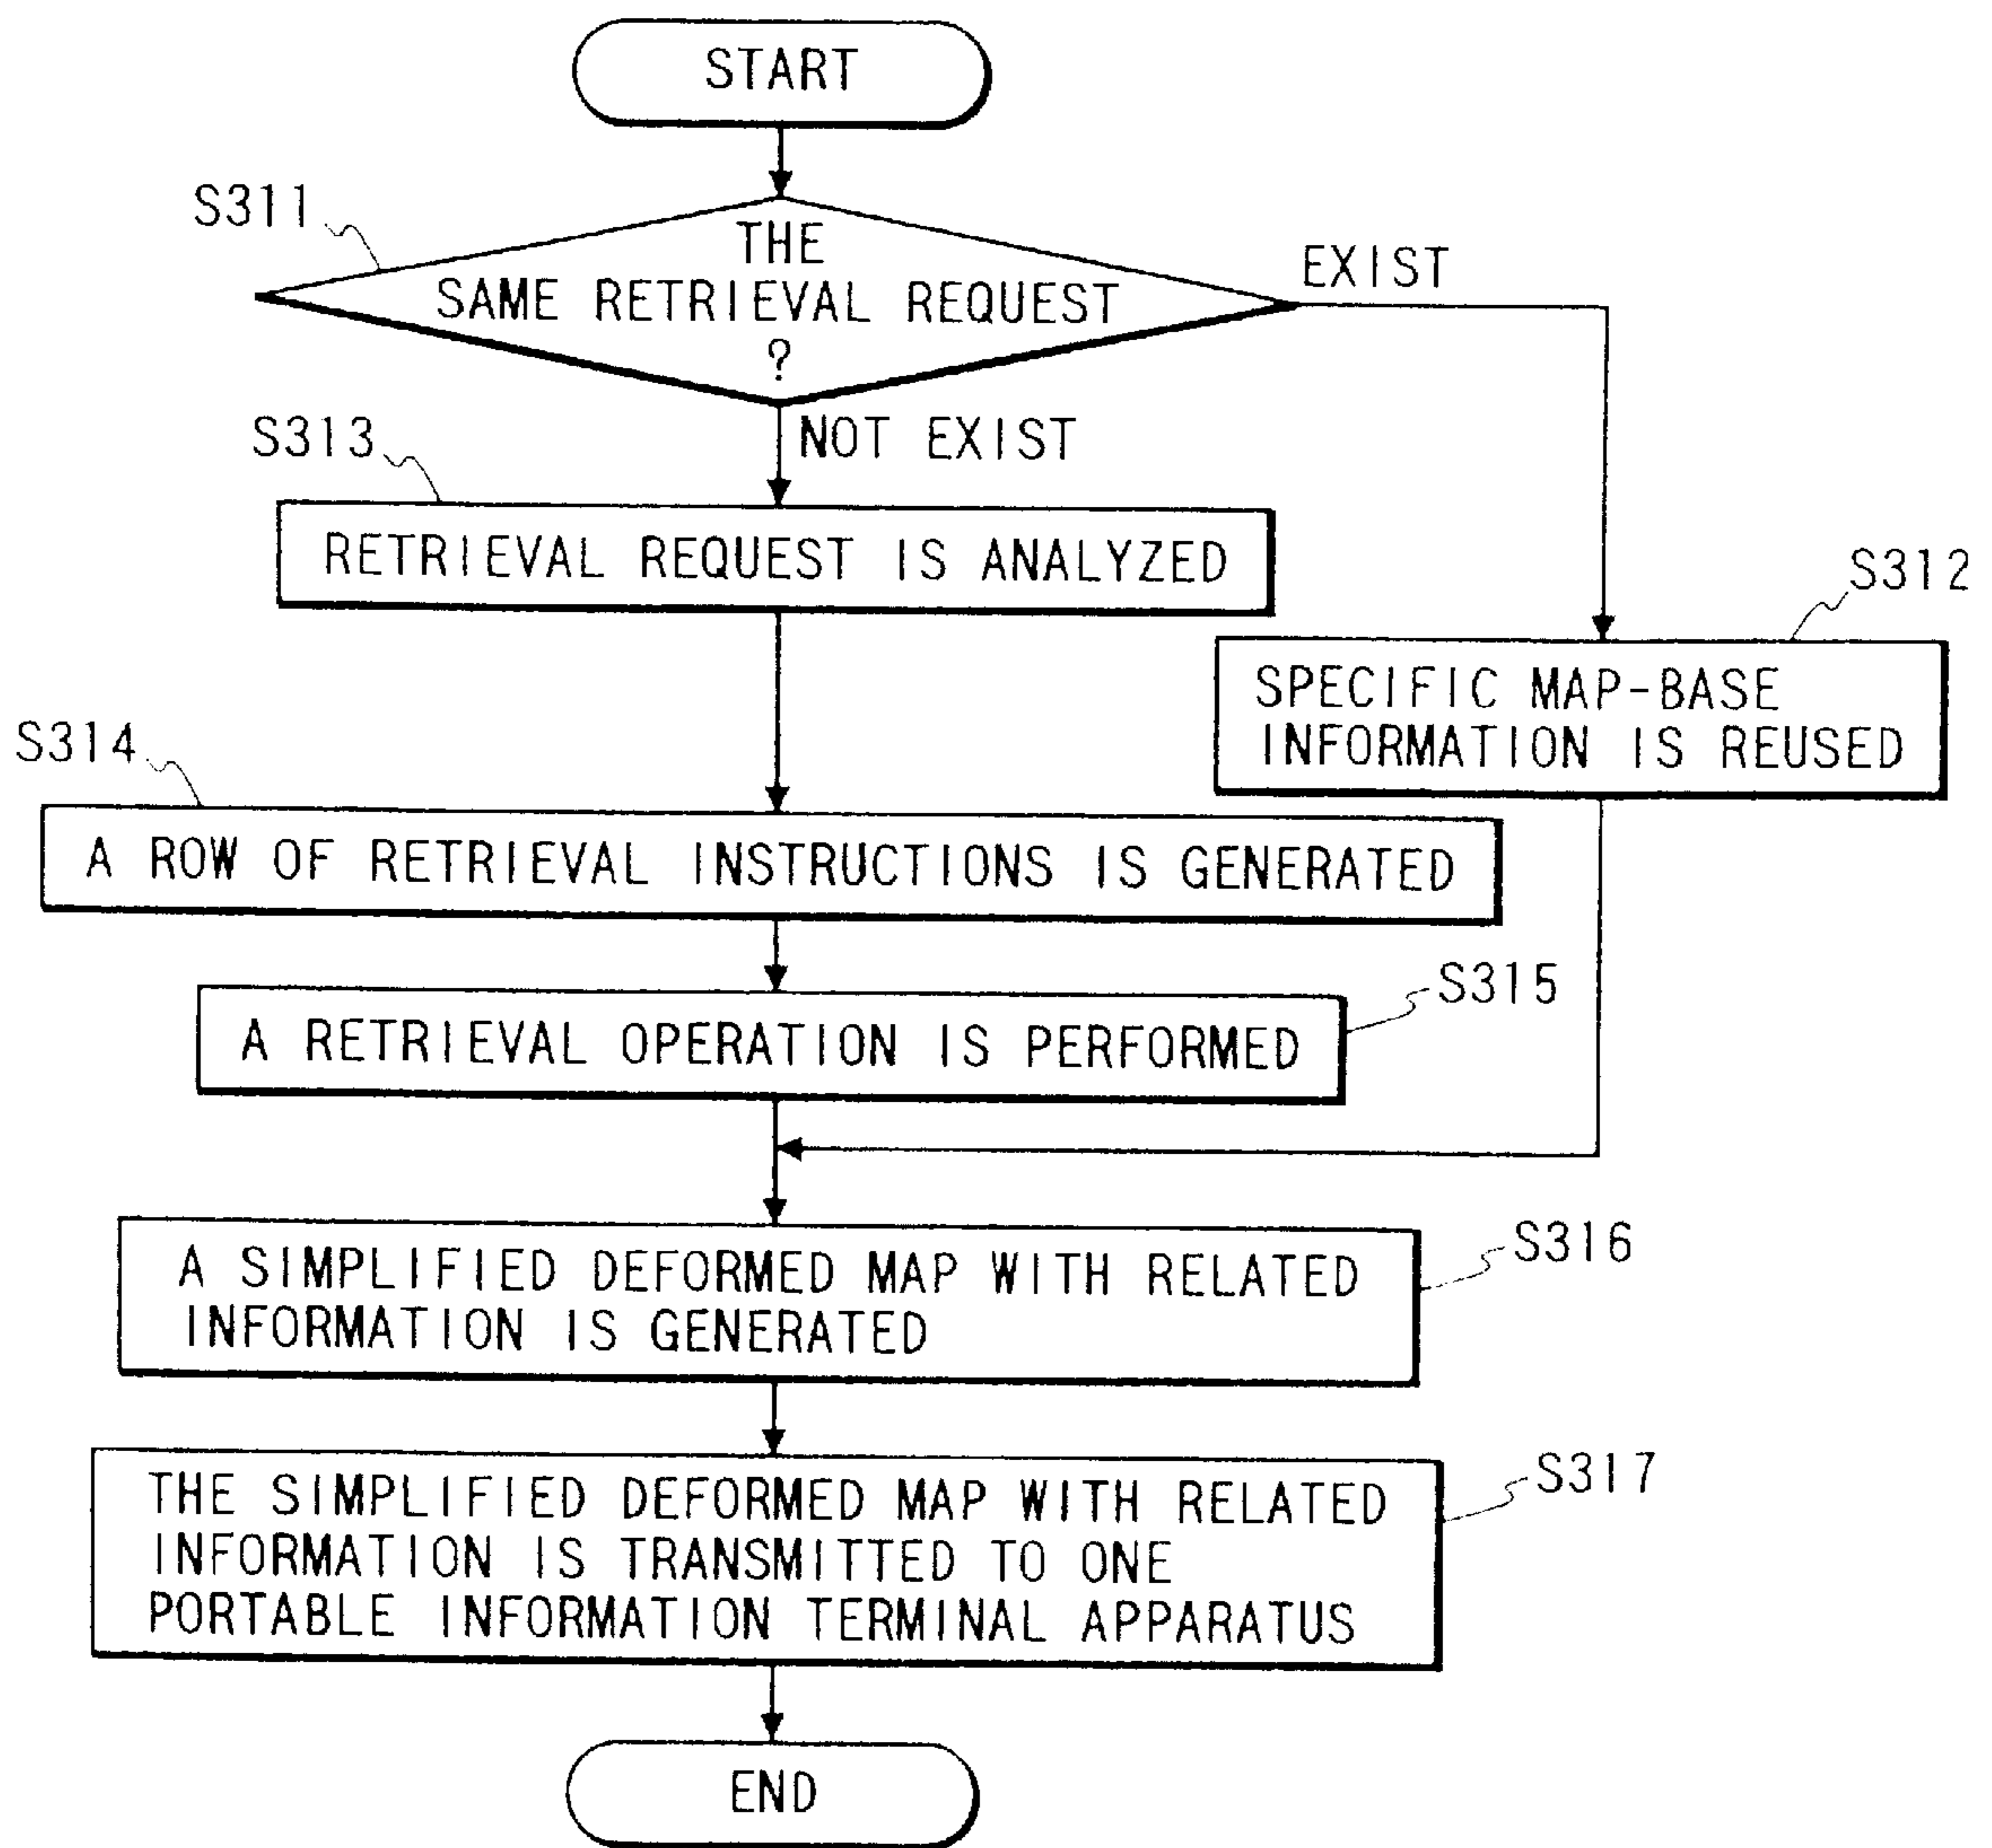 START
S311
THE
SAME RETRIEVAL REQUEST
?
EXIST
NOT EXIST
S313
RETRIEVAL REQUEST IS ANALYZED
S312
SPECIFIC MAP-BASE
INFORMATION IS REUSED
S314
A ROW OF RETRIEVAL INSTRUCTIONS IS GENERATED
S315
A RETRIEVAL OPERATION IS PERFORMED
S316
A SIMPLIFIED DEFORMED MAP WITH RELATED
INFORMATION IS GENERATED
S317
THE SIMPLIFIED DEFORMED MAP WITH RELATED
INFORMATION IS TRANSMITTED TO ONE
PORTABLE INFORMATION TERMINAL APPARATUS
END